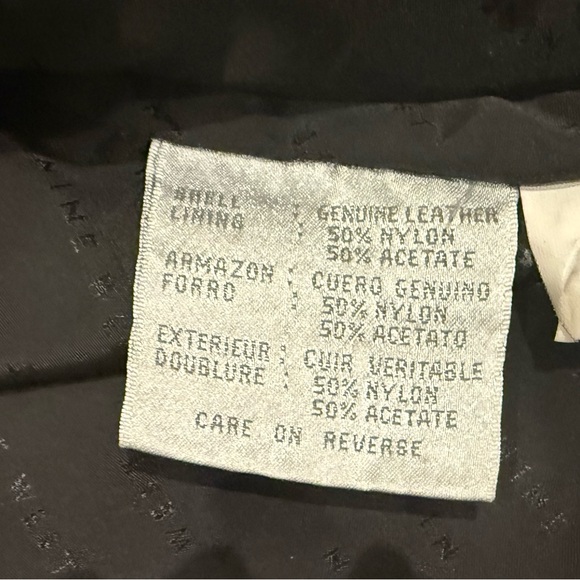 SHELL : GENUINE LEATHER
LINING : 50% NYLON
50% ACETATE
ARMAZON : CUERO GENUINO
FORRO : 50% NYLON
50% ACETATO
EXTERIEUR : CUIR VERITABLE
DOUBLURE : 50% NYLON
50% ACETATE
CARE ON REVERSE